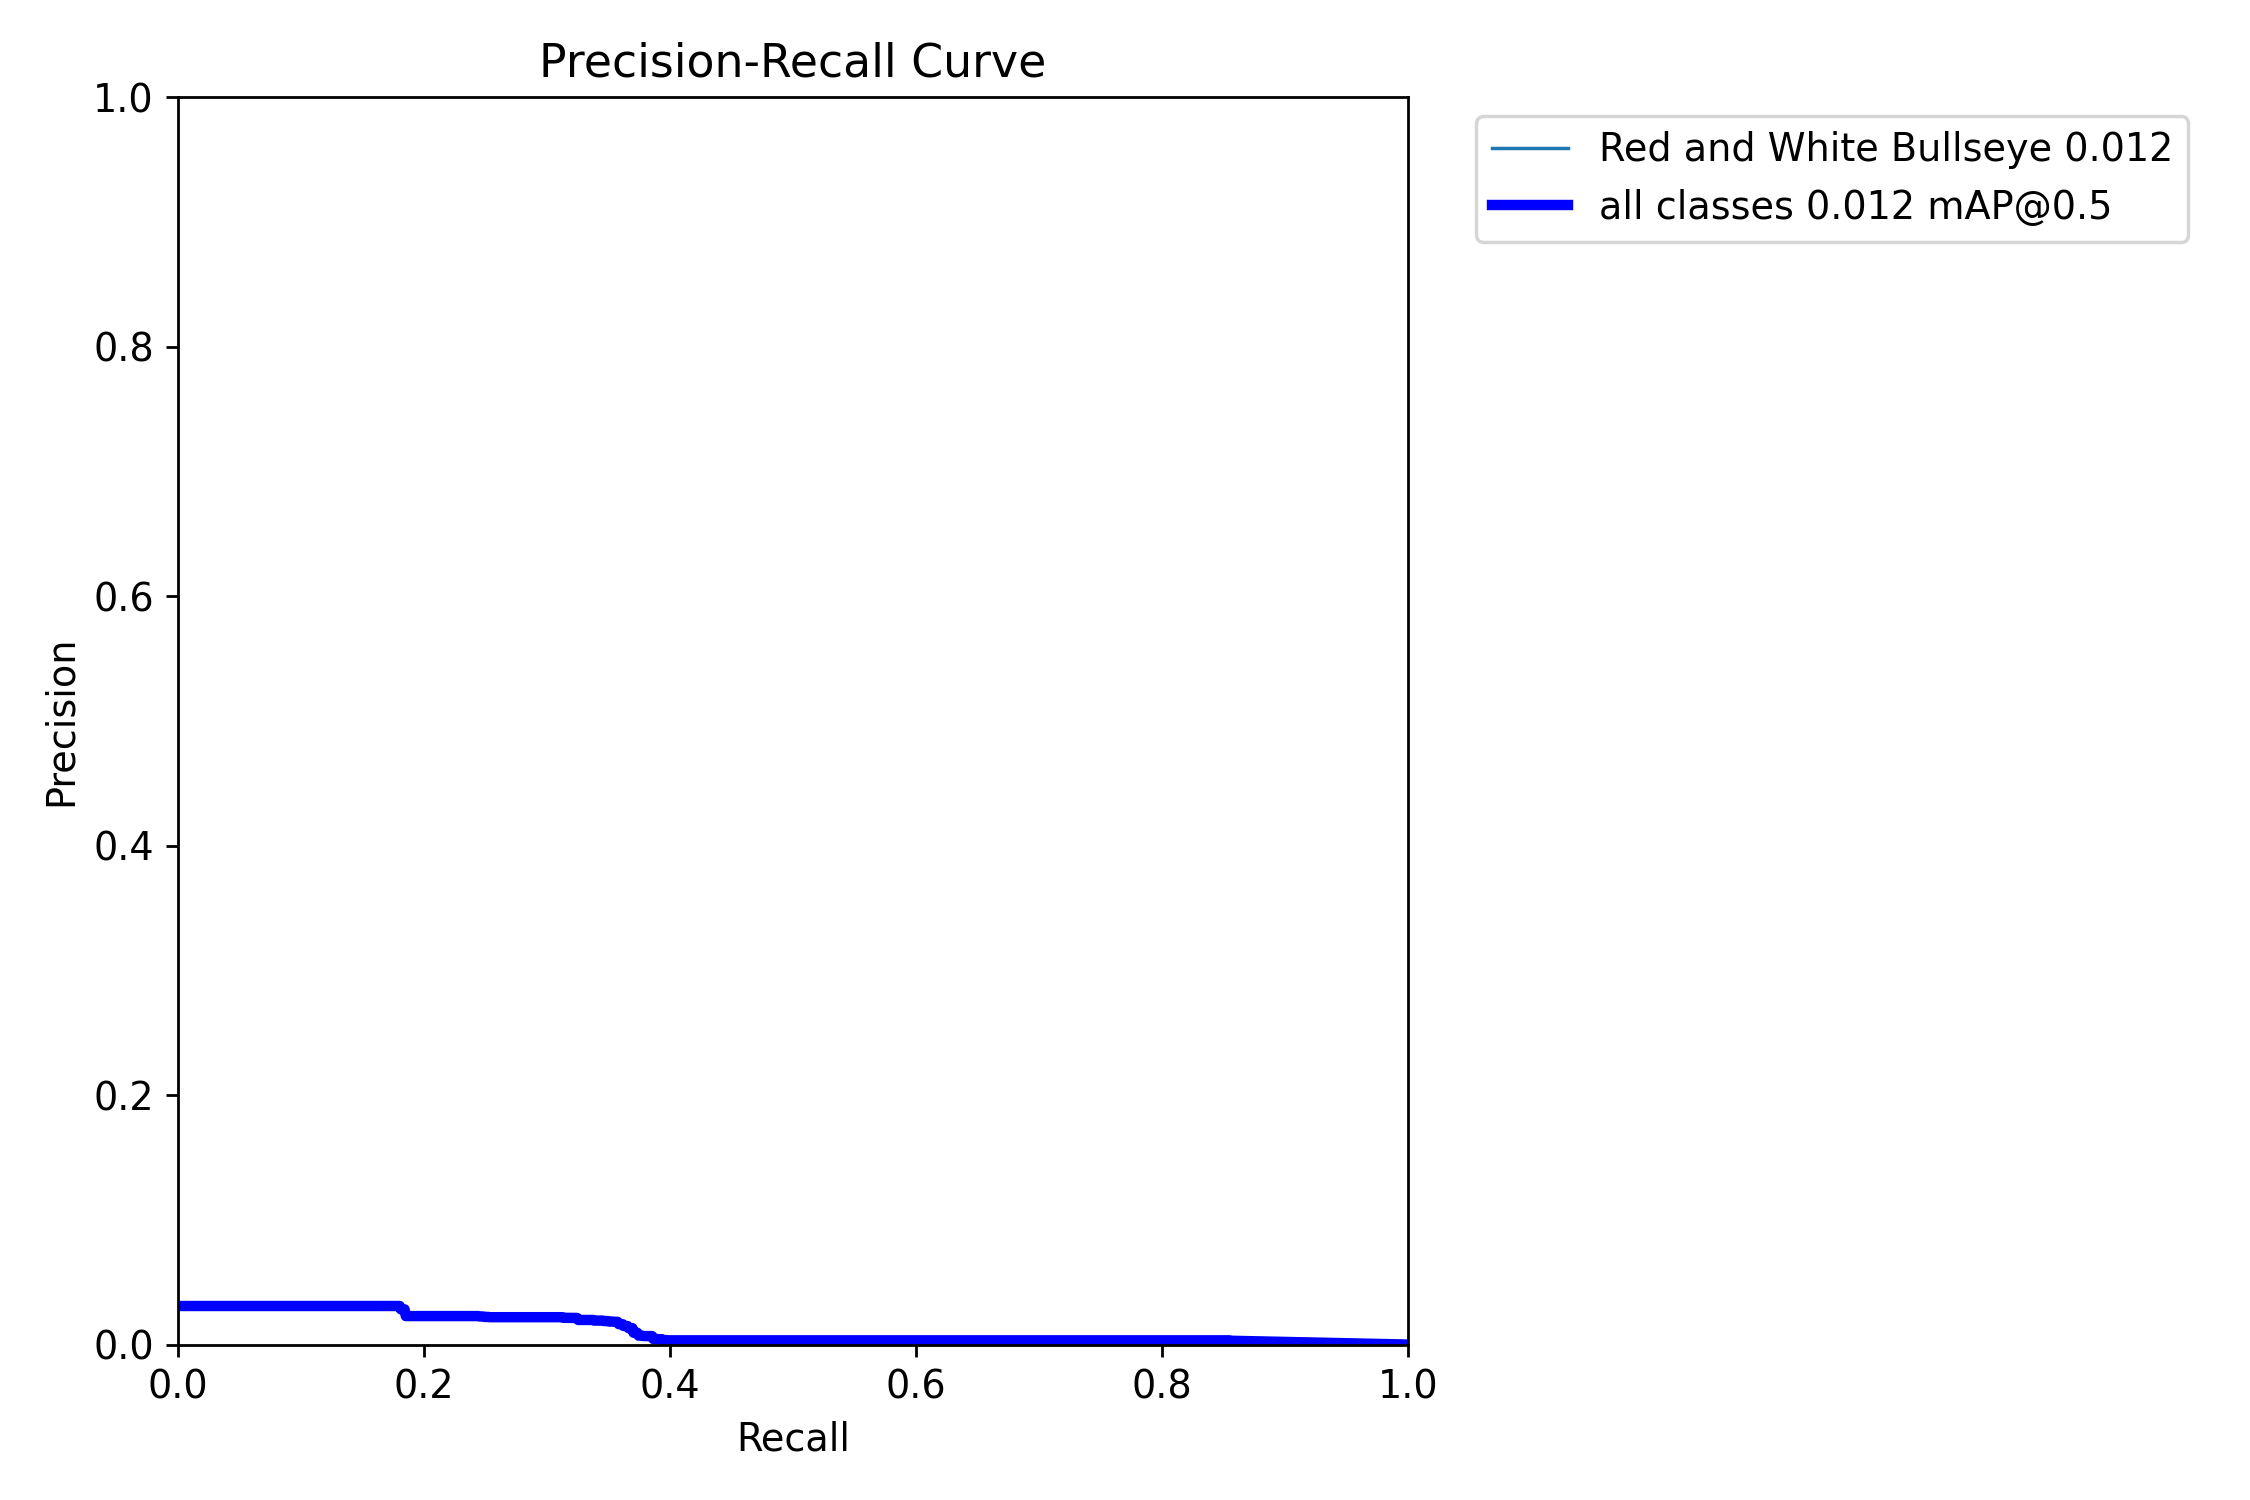 Precision-Recall Curve
1.0
0.8
0.6
0.4
0.2
0.0
Precision
0.0 0.2 0.4 0.6 0.8 1.0
Recall
Red and White Bullseye 0.012
all classes 0.012 mAP@0.5